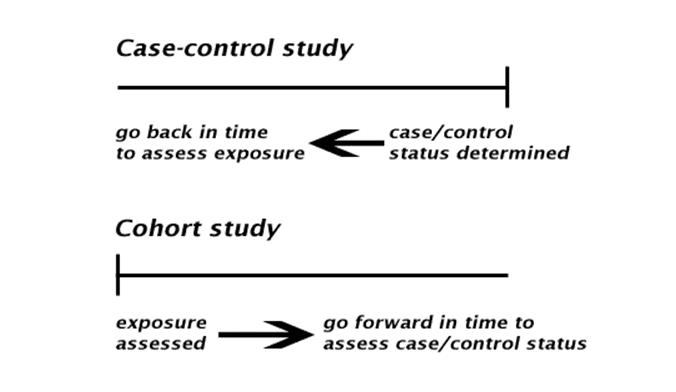 Case-control study
go back in time
to assess exposure
case/control
status determined
Cohort study
exposure
assessed
go forward in time to
assess case/control status